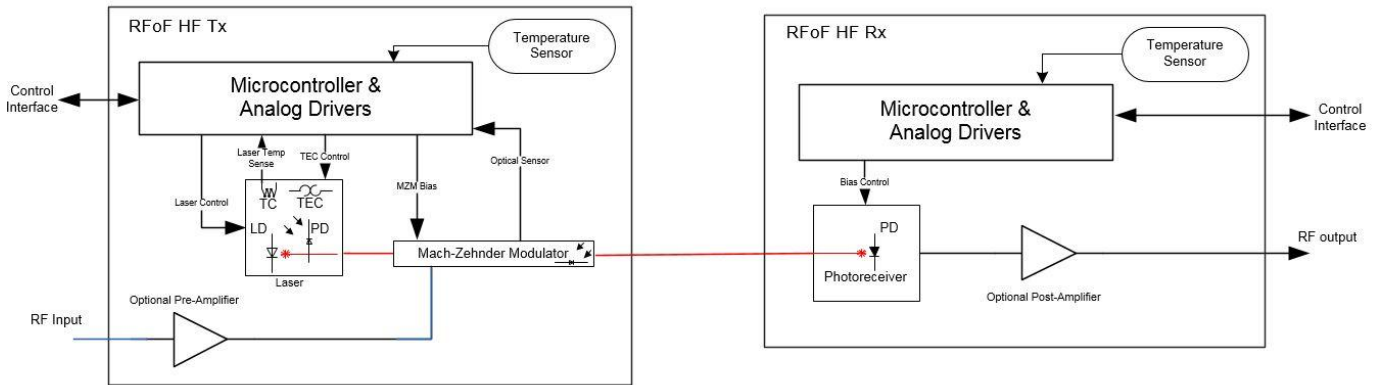 RFoF HF Tx
Temperature
Sensor
Microcontroller &
Analog Drivers
Control
Interface
Laser Temp
Sense
TEC Control
Optical Sensor
MZM Bias
Laser Control
TC
TEC
LD
PD
Mach-Zehnder Modulator
Laser
Optional Pre-Amplifier
RF Input
RFoF HF Rx
Temperature
Sensor
Microcontroller &
Analog Drivers
Control
Interface
Bias Control
PD
Photoreceiver
RF output
Optional Post-Amplifier